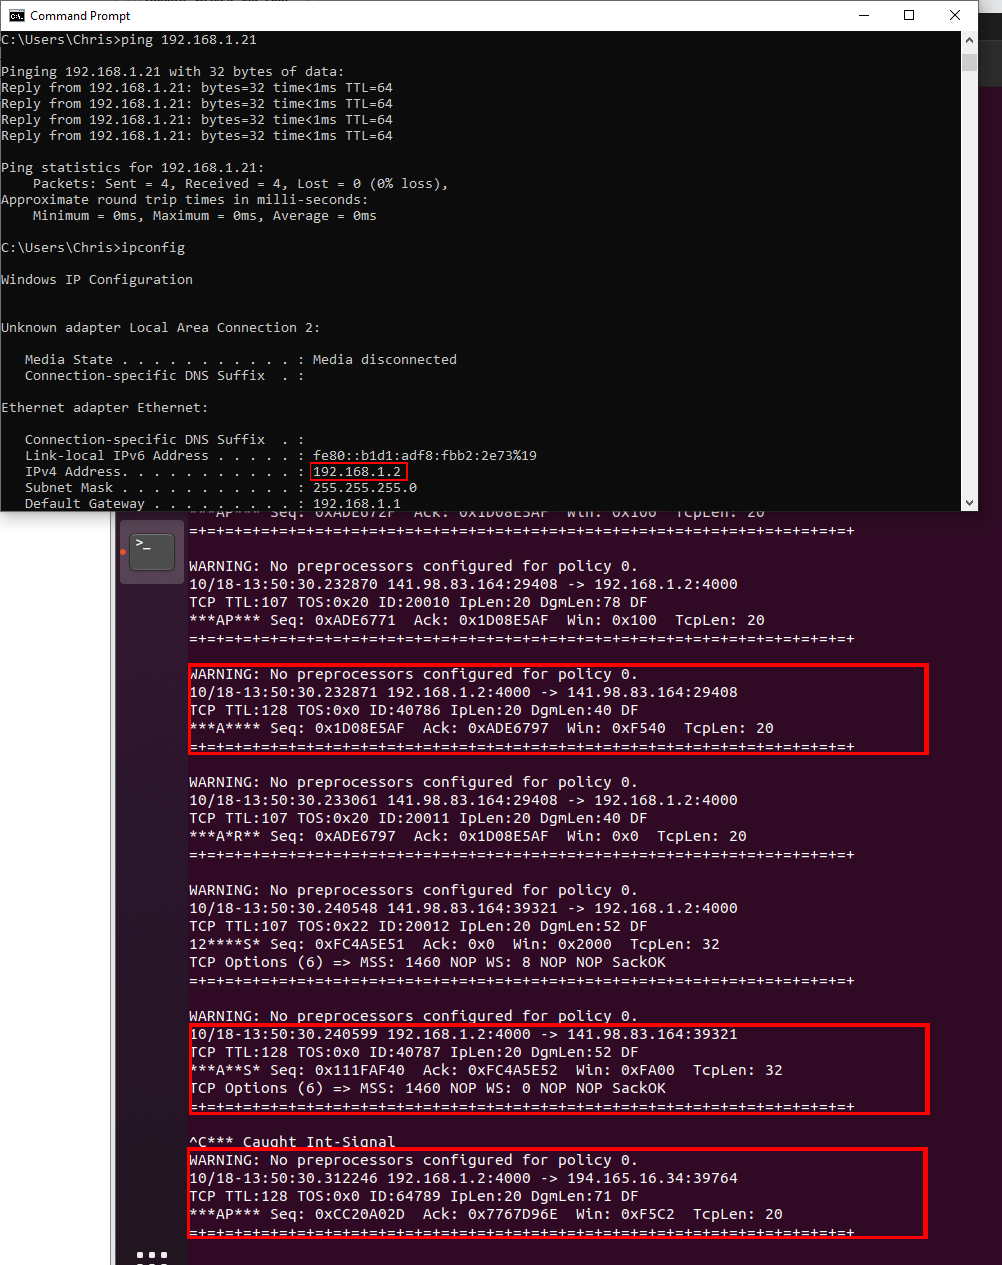 Command Prompt
C:\Users\Chris>ping 192.168.1.21
Pinging 192.168.1.21 with 32 bytes of data:
Reply from 192.168.1.21: bytes=32 time<1ms TTL=64
Reply from 192.168.1.21: bytes=32 time<1ms TTL=64
Reply from 192.168.1.21: bytes=32 time<1ms TTL=64
Reply from 192.168.1.21: bytes=32 time<1ms TTL=64
Ping statistics for 192.168.1.21:
    Packets: Sent = 4, Received = 4, Lost = 0 (0% loss),
Approximate round trip times in milli-seconds:
    Minimum = 0ms, Maximum = 0ms, Average = 0ms
C:\Users\Chris>ipconfig
Windows IP Configuration
Unknown adapter Local Area Connection 2:
   Media State . . . . . . . . . . . : Media disconnected
   Connection-specific DNS Suffix  . :
Ethernet adapter Ethernet:
   Connection-specific DNS Suffix  . :
   Link-local IPv6 Address . . . . . : fe80::b1d1:adf8:fbb2:2e73%19
   IPv4 Address. . . . . . . . . . . : 192.168.1.2
   Subnet Mask . . . . . . . . . . . : 255.255.255.0
   Default Gateway . . . . . . . . . : 192.168.1.1
***AP*** Seq: 0xADE672F  Ack: 0x1D08E5AF  Win: 0x100  TcpLen: 20
=+=+=+=+=+=+=+=+=+=+=+=+=+=+=+=+=+=+=+=+=+=+=+=+=+=+=+=+=+=+=+=+=+=+=+=+=+
WARNING: No preprocessors configured for policy 0.
10/18-13:50:30.232870 141.98.83.164:29408 -> 192.168.1.2:4000
TCP TTL:107 TOS:0x20 ID:20010 IpLen:20 DgmLen:78 DF
***AP*** Seq: 0xADE6771  Ack: 0x1D08E5AF  Win: 0x100  TcpLen: 20
=+=+=+=+=+=+=+=+=+=+=+=+=+=+=+=+=+=+=+=+=+=+=+=+=+=+=+=+=+=+=+=+=+=+=+=+=+
WARNING: No preprocessors configured for policy 0.
10/18-13:50:30.232871 192.168.1.2:4000 -> 141.98.83.164:29408
TCP TTL:128 TOS:0x0 ID:40786 IpLen:20 DgmLen:40 DF
***A**** Seq: 0x1D08E5AF  Ack: 0xADE6797  Win: 0xF540  TcpLen: 20
=+=+=+=+=+=+=+=+=+=+=+=+=+=+=+=+=+=+=+=+=+=+=+=+=+=+=+=+=+=+=+=+=+=+=+=+=+
WARNING: No preprocessors configured for policy 0.
10/18-13:50:30.233061 141.98.83.164:29408 -> 192.168.1.2:4000
TCP TTL:107 TOS:0x20 ID:20011 IpLen:20 DgmLen:40 DF
***A*R** Seq: 0xADE6797  Ack: 0x1D08E5AF  Win: 0x0  TcpLen: 20
=+=+=+=+=+=+=+=+=+=+=+=+=+=+=+=+=+=+=+=+=+=+=+=+=+=+=+=+=+=+=+=+=+=+=+=+=+
WARNING: No preprocessors configured for policy 0.
10/18-13:50:30.240548 141.98.83.164:39321 -> 192.168.1.2:4000
TCP TTL:107 TOS:0x22 ID:20012 IpLen:20 DgmLen:52 DF
12****S* Seq: 0xFC4A5E51  Ack: 0x0  Win: 0x2000  TcpLen: 32
TCP Options (6) => MSS: 1460 NOP WS: 8 NOP NOP SackOK
=+=+=+=+=+=+=+=+=+=+=+=+=+=+=+=+=+=+=+=+=+=+=+=+=+=+=+=+=+=+=+=+=+=+=+=+=+
WARNING: No preprocessors configured for policy 0.
10/18-13:50:30.240599 192.168.1.2:4000 -> 141.98.83.164:39321
TCP TTL:128 TOS:0x0 ID:40787 IpLen:20 DgmLen:52 DF
***A**S* Seq: 0x111FAF40  Ack: 0xFC4A5E52  Win: 0xFA00  TcpLen: 32
TCP Options (6) => MSS: 1460 NOP WS: 0 NOP NOP SackOK
=+=+=+=+=+=+=+=+=+=+=+=+=+=+=+=+=+=+=+=+=+=+=+=+=+=+=+=+=+=+=+=+=+=+=+=+=+
^C*** Caught Int-Signal
WARNING: No preprocessors configured for policy 0.
10/18-13:50:30.312246 192.168.1.2:4000 -> 194.165.16.34:39764
TCP TTL:128 TOS:0x0 ID:64789 IpLen:20 DgmLen:71 DF
***AP*** Seq: 0xCC20A02D  Ack: 0x7767D96E  Win: 0xF5C2  TcpLen: 20
=+=+=+=+=+=+=+=+=+=+=+=+=+=+=+=+=+=+=+=+=+=+=+=+=+=+=+=+=+=+=+=+=+=+=+=+=+